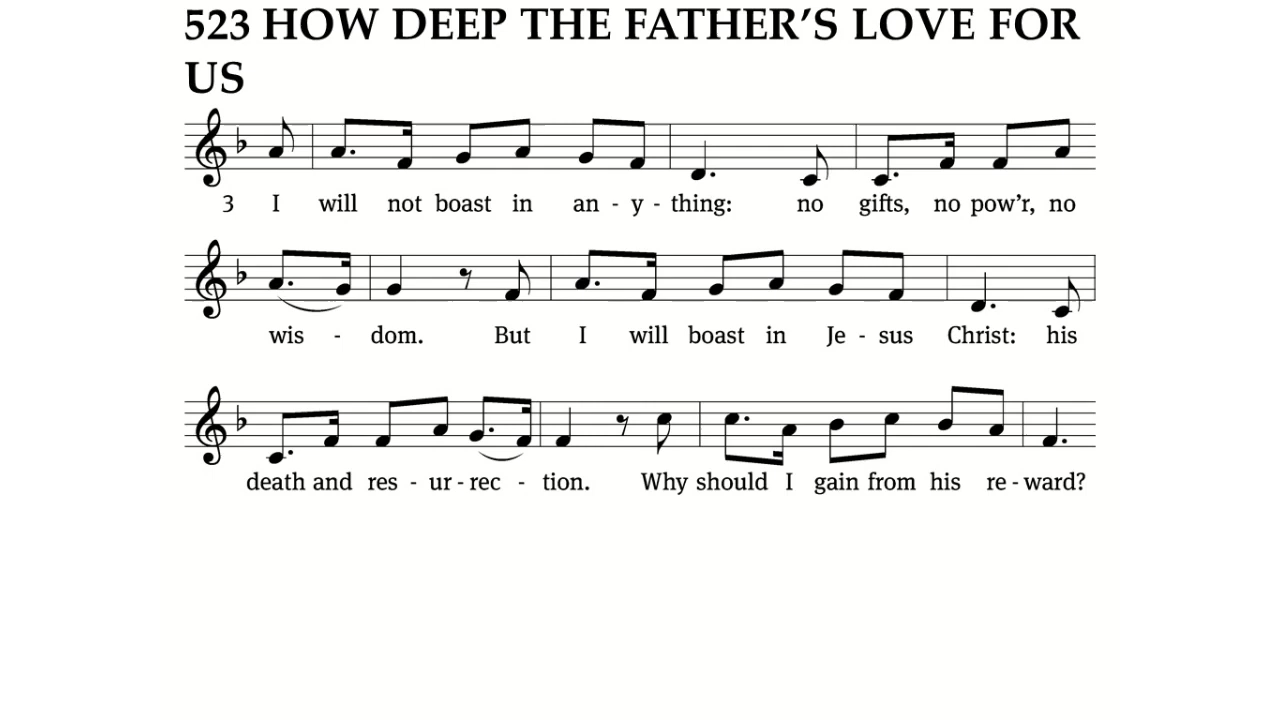 523 HOW DEEP THE FATHER’S LOVE FOR
US
3 I will not boast in an - y - thing: no gifts, no pow’r, no
wis - dom. But I will boast in Je - sus Christ: his
death and res - ur - rec - tion. Why should I gain from his re - ward?